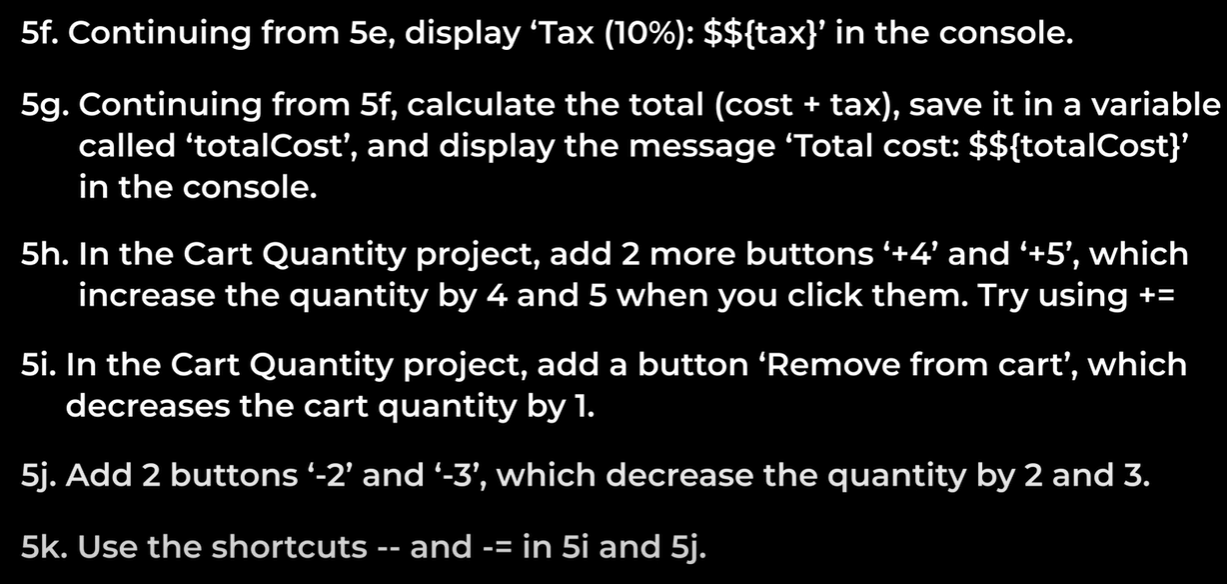 5f. Continuing from 5e, display ‘Tax (10%): $${tax}’ in the console.
5g. Continuing from 5f, calculate the total (cost + tax), save it in a variable
called ‘totalCost’, and display the message ‘Total cost: $${totalCost}’
in the console.
5h. In the Cart Quantity project, add 2 more buttons ‘+4’ and ‘+5’, which
increase the quantity by 4 and 5 when you click them. Try using +=
5i. In the Cart Quantity project, add a button ‘Remove from cart’, which
decreases the cart quantity by 1.
5j. Add 2 buttons ‘-2’ and ‘-3’, which decrease the quantity by 2 and 3.
5k. Use the shortcuts -- and -= in 5i and 5j.